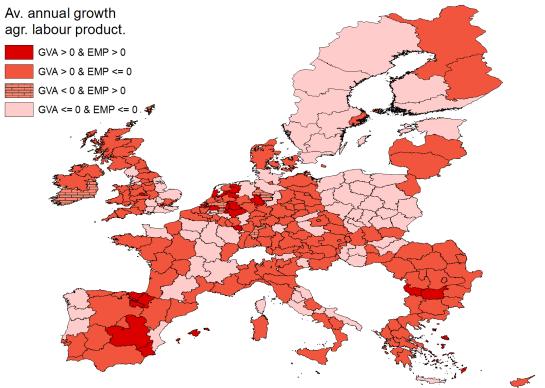 Av. annual growth
agr. labour product.
GVA > 0 & EMP > 0
GVA > 0 & EMP <= 0
GVA < 0 & EMP > 0
GVA <= 0 & EMP <= 0